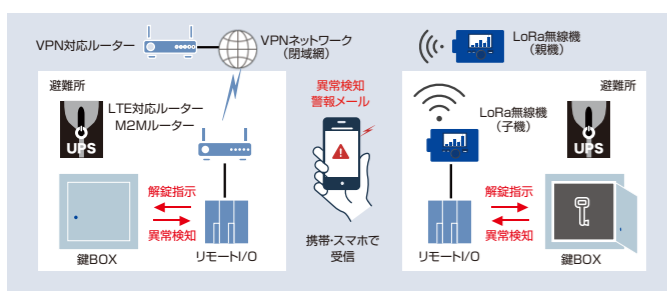 VPN対応ルーター
VPNネットワーク
(閉域網)
LoRa無線機
(親機)
避難所
LTE対応ルーター
M2Mルーター
UPS
解錠指示
異常検知
鍵BOX
リモートI/O
異常検知
警報メール
携帯・スマホで
受信
避難所
LoRa無線機
(子機)
UPS
解錠指示
異常検知
リモートI/O
鍵BOX